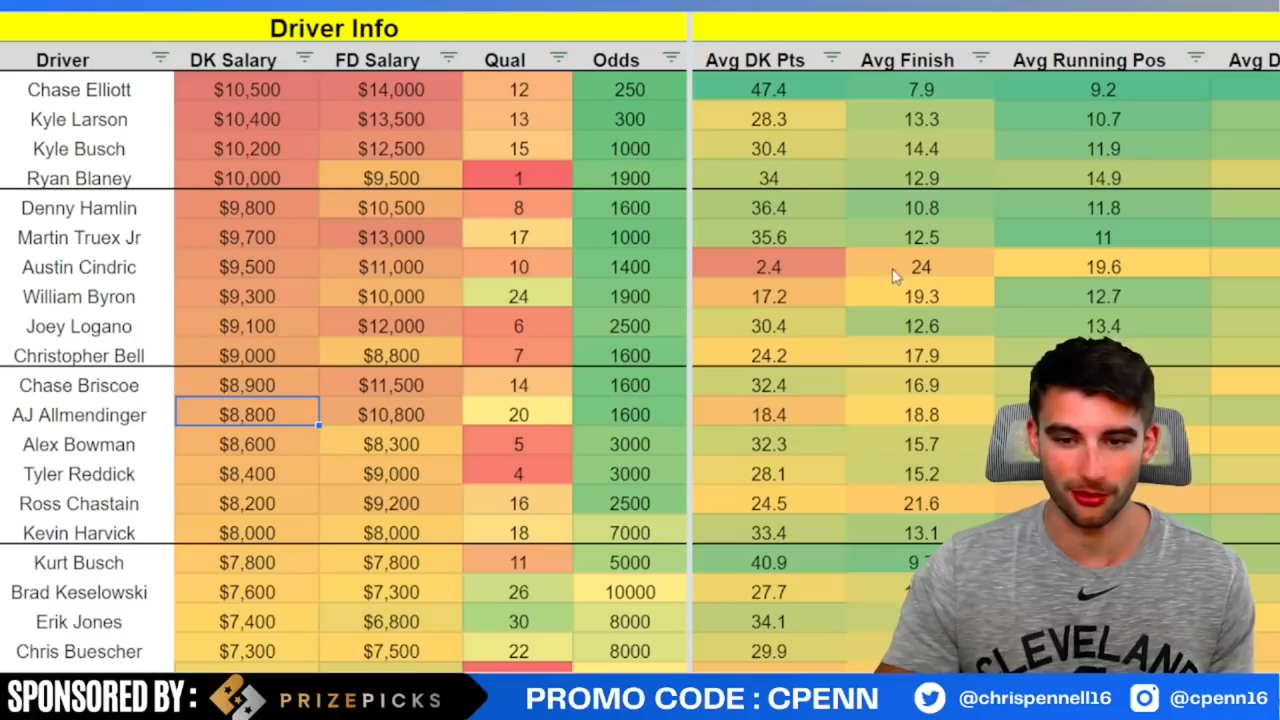 Driver Info
Driver DK Salary FD Salary Qual Odds Avg DK Pts Avg Finish Avg Running Pos Avg D
Chase Elliott $10,500 $14,000 12 250 47.4 7.9 9.2
Kyle Larson $10,400 $13,500 13 300 28.3 13.3 10.7
Kyle Busch $10,200 $12,500 15 1000 30.4 14.4 11.9
Ryan Blaney $10,000 $9,500 1 1900 34 12.9 14.9
Denny Hamlin $9,800 $10,500 8 1600 36.4 10.8 11.8
Martin Truex Jr $9,700 $13,000 17 1000 35.6 12.5 11
Austin Cindric $9,500 $11,000 10 1400 2.4 24 19.6
William Byron $9,300 $10,000 24 1900 17.2 19.3 12.7
Joey Logano $9,100 $12,000 6 2500 30.4 12.6 13.4
Christopher Bell $9,000 $8,800 7 1600 24.2 17.9
Chase Briscoe $8,900 $11,500 14 1600 32.4 16.9
AJ Allmendinger $8,800 $10,800 20 1600 18.4 18.8
Alex Bowman $8,600 $8,300 5 3000 32.3 15.7
Tyler Reddick $8,400 $9,000 4 3000 28.1 15.2
Ross Chastain $8,200 $9,200 16 2500 24.5 21.6
Kevin Harvick $8,000 $8,000 18 7000 33.4 13.1
Kurt Busch $7,800 $7,800 11 5000 40.9
Brad Keselowski $7,600 $7,300 26 10000 27.7
Erik Jones $7,400 $6,800 30 8000 34.1
Chris Buescher $7,300 $7,500 22 8000 29.9
CLEVELAND
SPONSORED BY : PRIZEPICKS PROMO CODE : CPENN @chrispennell16 @cpenn16